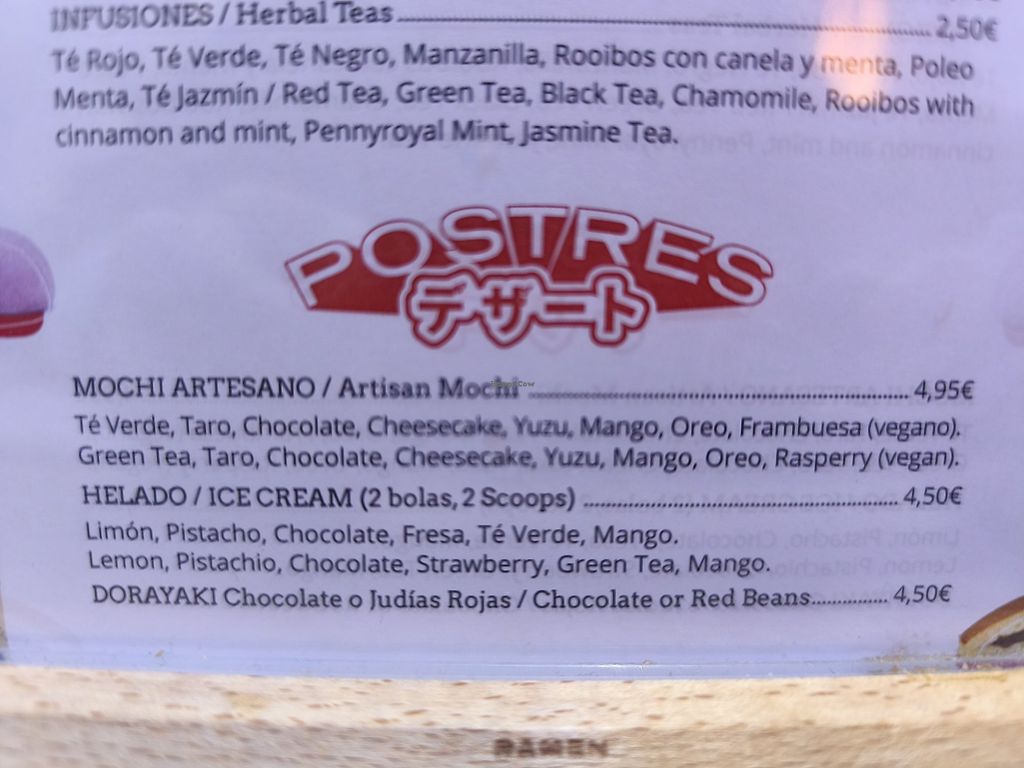 INFUSIONES / Herbal Teas 2,50€
Té Rojo, Té Verde, Té Negro, Manzanilla, Rooibos con canela y menta, Poleo
Menta, Té Jazmín / Red Tea, Green Tea, Black Tea, Chamomile, Rooibos with
cinnamon and mint, Pennyroyal Mint, Jasmine Tea.
POSTRES
デザート
MOCHI ARTESANO / Artisan Mochi 4,95€
Té Verde, Taro, Chocolate, Cheesecake, Yuzu, Mango, Oreo, Frambuesa (vegano).
Green Tea, Taro, Chocolate, Cheesecake, Yuzu, Mango, Oreo, Rasperry (vegan).
HELADO / ICE CREAM (2 bolas, 2 Scoops) 4,50€
Limón, Pistacho, Chocolate, Fresa, Té Verde, Mango.
Lemon, Pistachio, Chocolate, Strawberry, Green Tea, Mango.
DORAYAKI Chocolate o Judías Rojas / Chocolate or Red Beans 4,50€
RAMEN